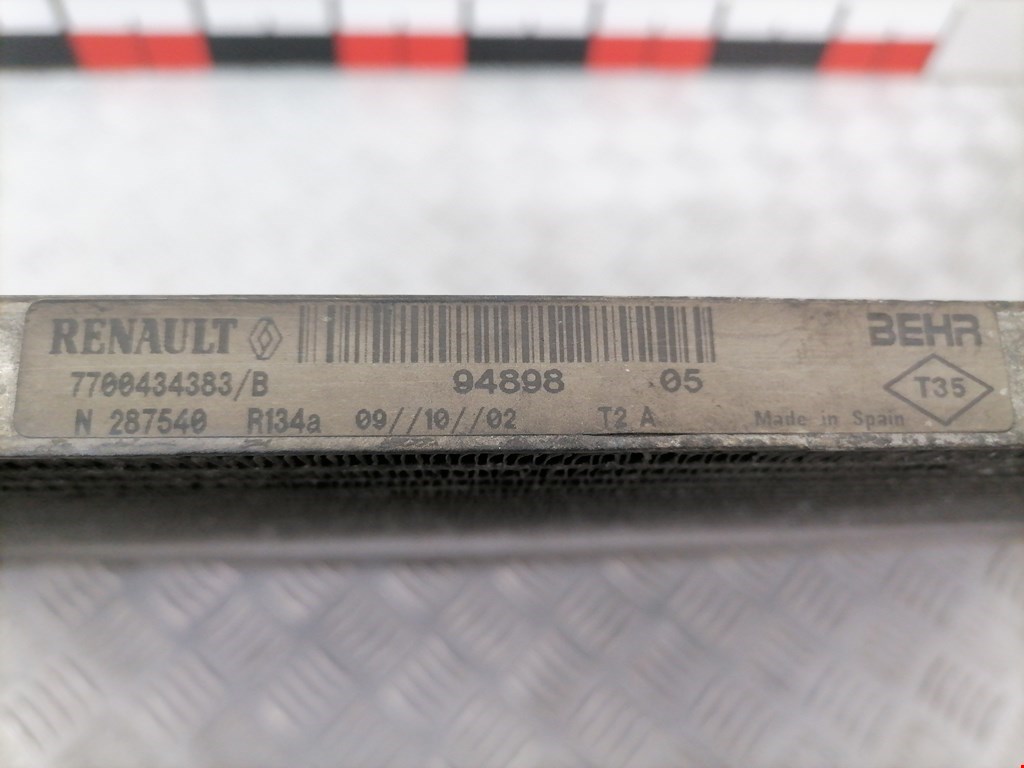 RENAULT BEHR
7700434383/B 94898 05 T35
N 287540 R134a 09//10//02 T2 A Made in Spain